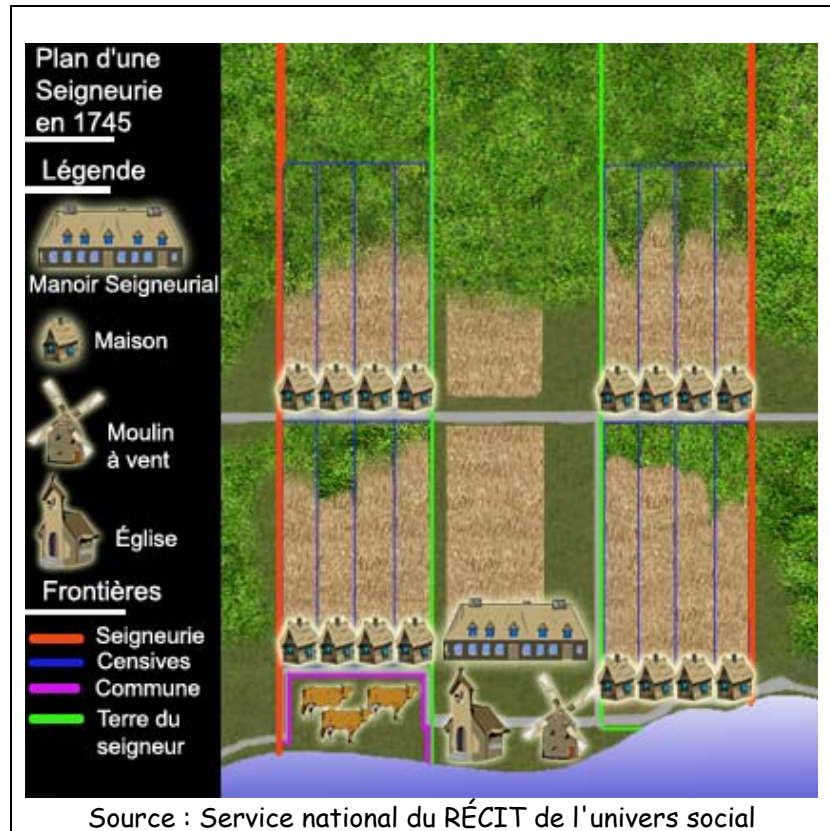 Plan d'une
Seigneurie
en 1745
Légende
Manoir Seigneurial
Maison
Moulin
à vent
Église
Frontières
Seigneurie
Censives
Commune
Terre du
seigneur
Source : Service national du RÉCIT de l'univers social